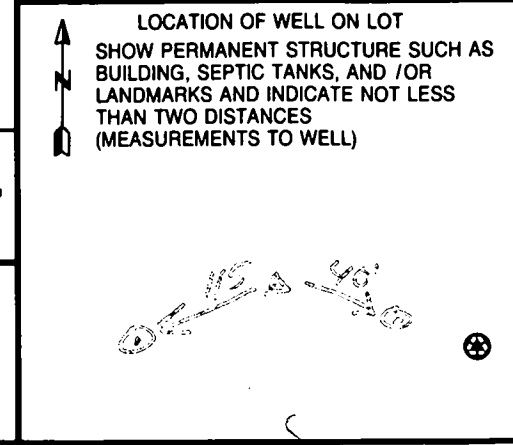 LOCATION OF WELL ON LOT
SHOW PERMANENT STRUCTURE SUCH AS
N BUILDING, SEPTIC TANKS, AND /OR
LANDMARKS AND INDICATE NOT LESS
THAN TWO DISTANCES
(MEASUREMENTS TO WELL)